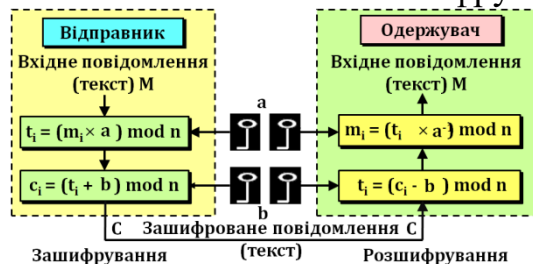 Відправник
Вхідне повідомлення
(текст) М
tᵢ = (mᵢ × a ) mod n
cᵢ = (tᵢ + b ) mod n
a
b
Одержувач
Вхідне повідомлення
(текст) М
mᵢ = (tᵢ × a⁻¹) mod n
tᵢ = (cᵢ - b ) mod n
C Зашифроване повідомлення C
(текст)
Зашифрування
Розшифрування